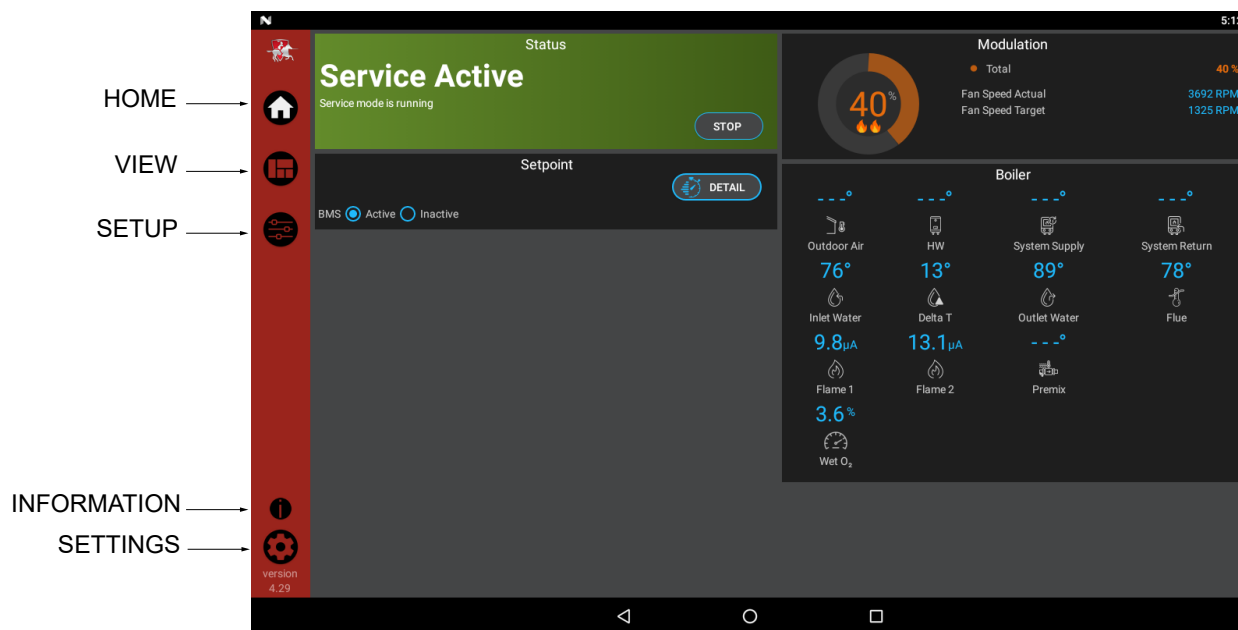 5:12
HOME
VIEW
SETUP
INFORMATION
SETTINGS
version
4.29
Status
Service Active
Service mode is running
STOP
Setpoint
DETAIL
BMS Active Inactive
Modulation
40 %
Total 40 %
Fan Speed Actual 3692 RPM
Fan Speed Target 1325 RPM
Boiler
- - -° - - -° - - -° - - -°
Outdoor Air HW System Supply System Return
76° 13° 89° 78°
Inlet Water Delta T Outlet Water Flue
9.8µA 13.1µA - - -°
Flame 1 Flame 2 Premix
3.6 %
Wet O₂